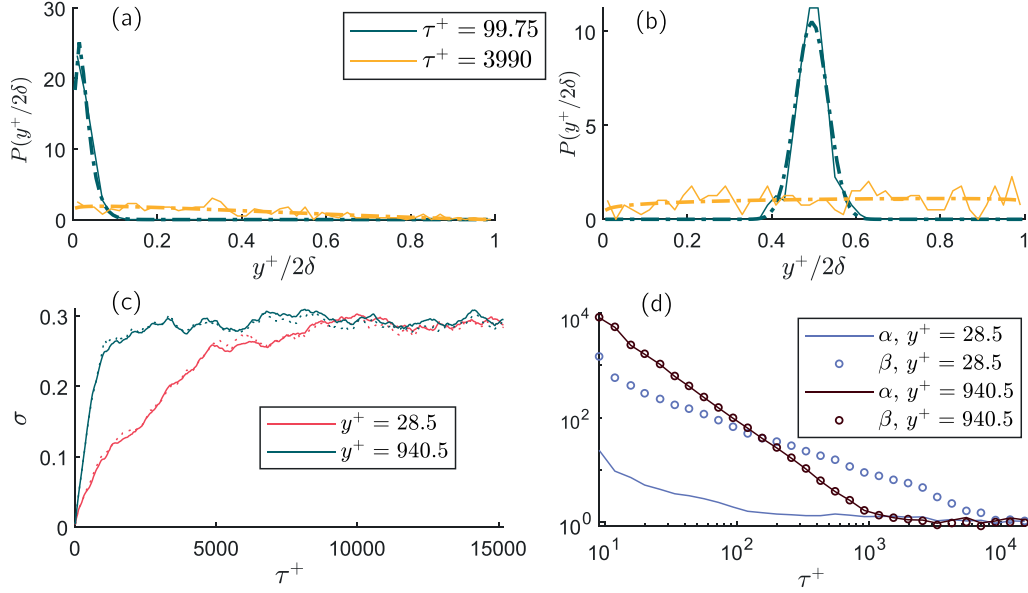 (a)
τ⁺ = 99.75
τ⁺ = 3990
30
20
10
0
P(y⁺/2δ)
0 0.2 0.4 0.6 0.8 1
y⁺/2δ
(b)
10
5
0
P(y⁺/2δ)
0 0.2 0.4 0.6 0.8 1
y⁺/2δ
(c)
0.3
0.2
0.1
0
σ
y⁺ = 28.5
y⁺ = 940.5
0 5000 10000 15000
τ⁺
(d)
α, y⁺ = 28.5
β, y⁺ = 28.5
α, y⁺ = 940.5
β, y⁺ = 940.5
10⁴
10²
10⁰
10¹ 10² 10³ 10⁴
τ⁺